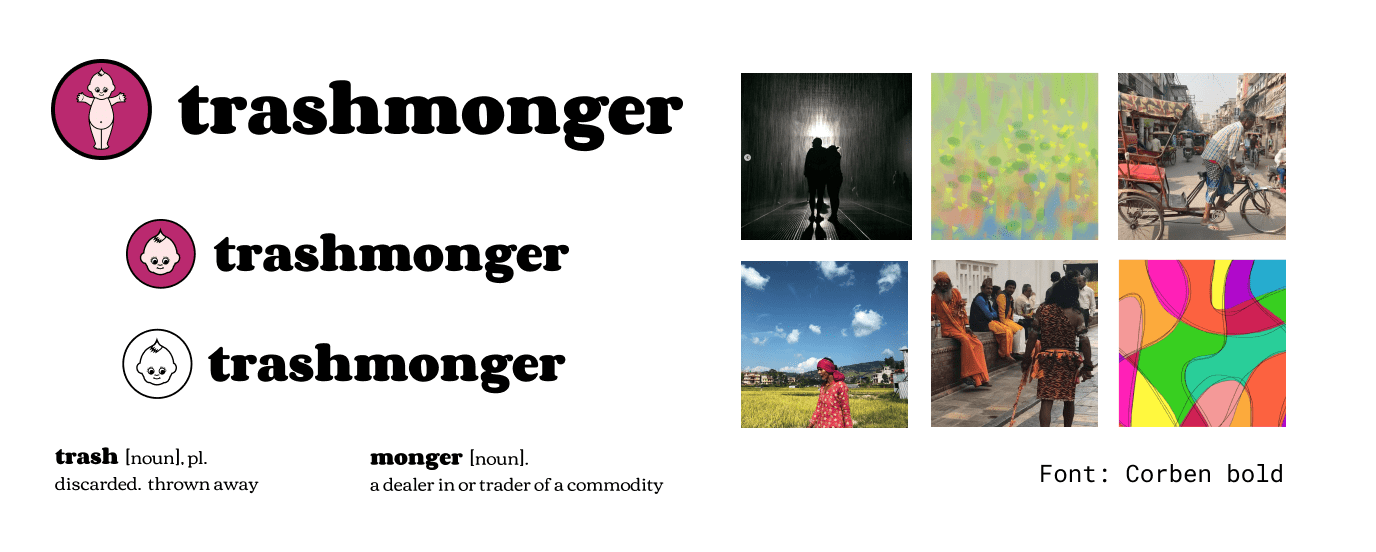 trashmonger
trashmonger
trashmonger
trash [noun], pl.
discarded. thrown away
monger [noun].
a dealer in or trader of a commodity
Font: Corben bold